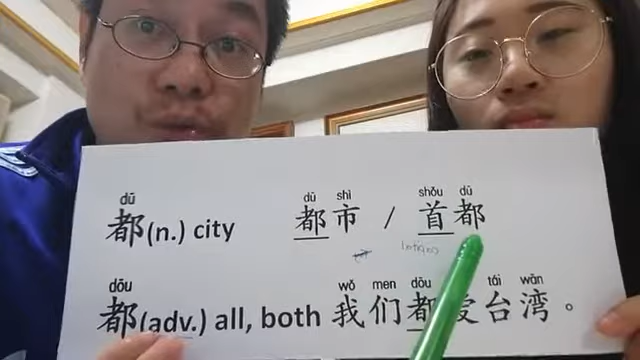 dū dū shì shǒu dū
都(n.) city 都市 / 首都
dōu wǒ men dōu tái wān
都(adv.) all, both 我们都爱台湾。